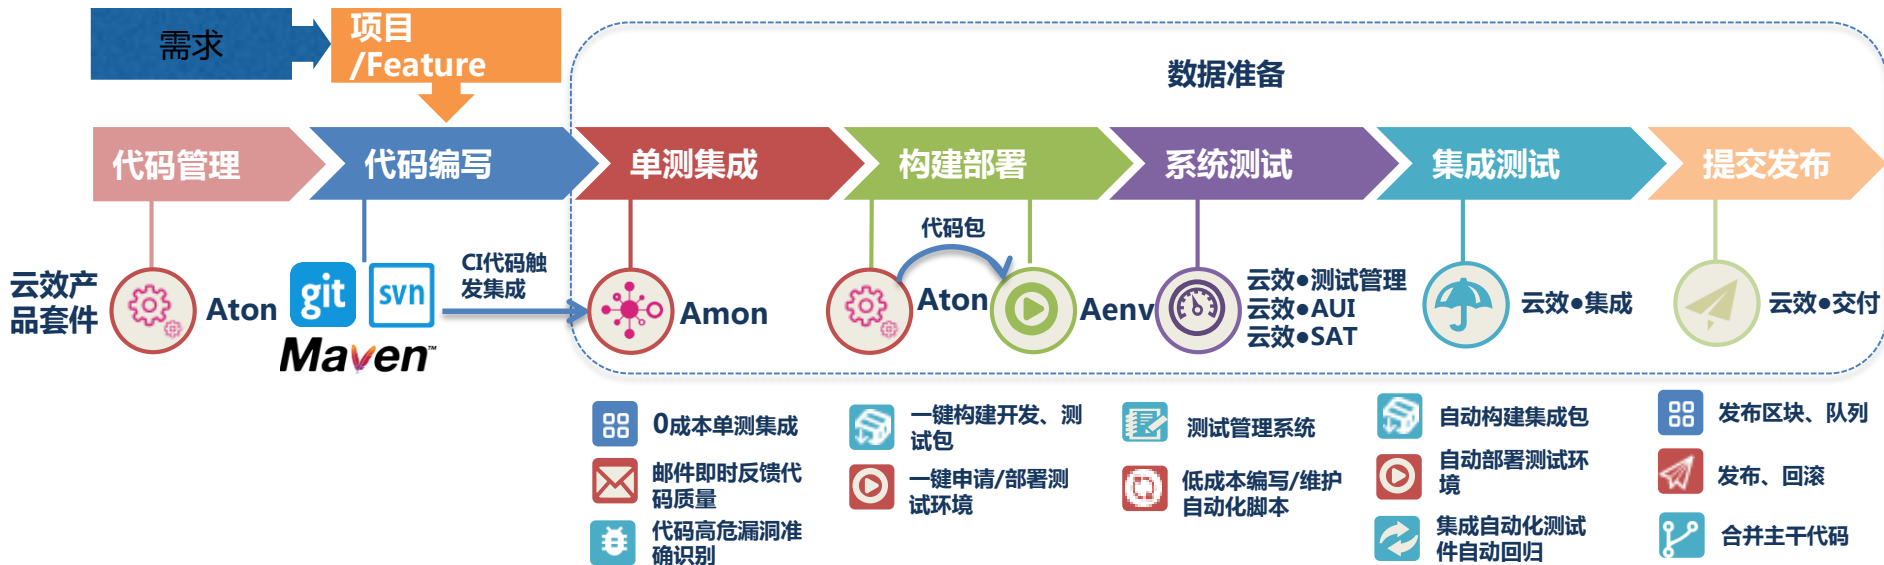 需求
项目
/Feature
数据准备
代码管理
代码编写
单测集成
构建部署
系统测试
集成测试
提交发布
云效产
品套件
Aton
git
svn
Maven™
CI代码触
发集成
Amon
代码包
Aton
Aenv
云效●测试管理
云效●AUI
云效●SAT
云效●集成
云效●交付
0成本单测集成
邮件即时反馈代
码质量
代码高危漏洞准
确识别
一键构建开发、测
试包
一键申请/部署测
试环境
测试管理系统
低成本编写/维护
自动化脚本
自动构建集成包
自动部署测试环
境
集成自动化测试
件自动回归
发布区块、队列
发布、回滚
合并主干代码